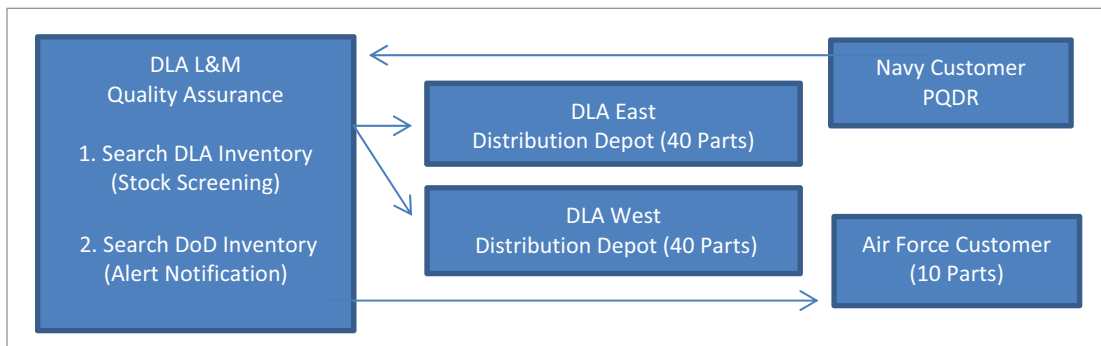 DLA L&M
Quality Assurance
1. Search DLA Inventory
(Stock Screening)
2. Search DoD Inventory
(Alert Notification)
DLA East
Distribution Depot (40 Parts)
DLA West
Distribution Depot (40 Parts)
Navy Customer
PQDR
Air Force Customer
(10 Parts)